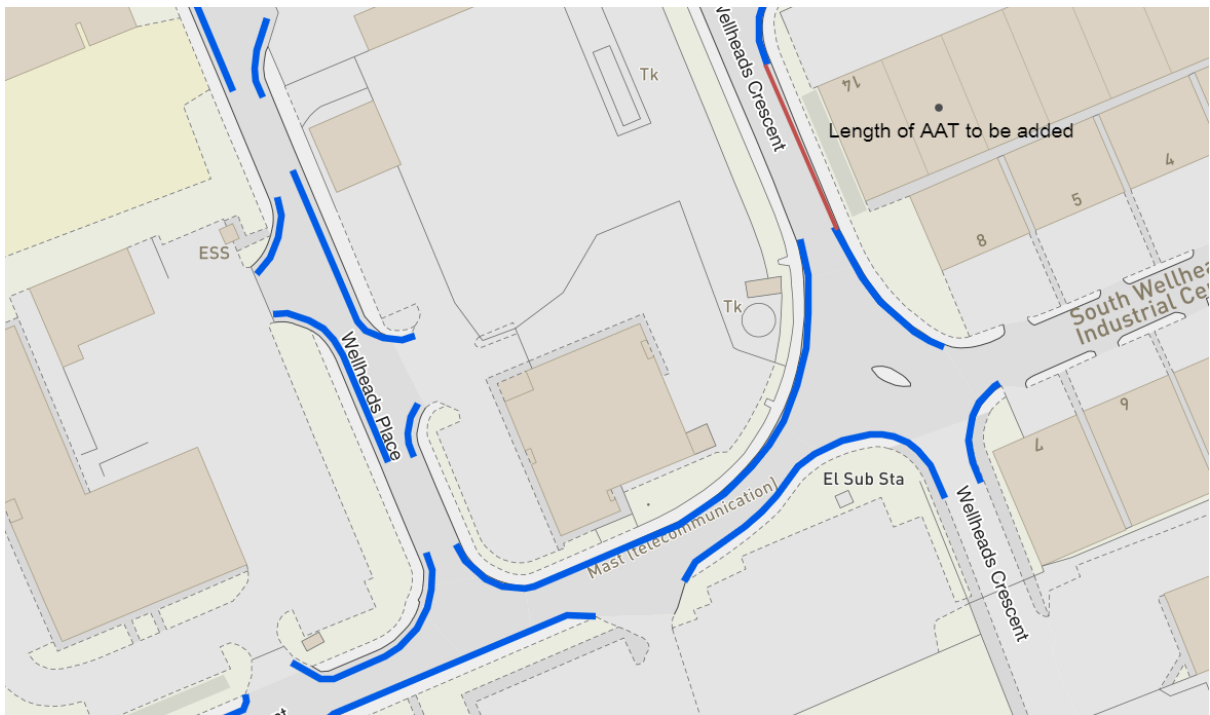 Wellheads Crescent
Tk
14
Length of AAT to be added
4
5
8
ESS
Tk
South Wellhea
Industrial Ce
Wellheads Place
6
7
El Sub Sta
Mast (telecommunication)
Wellheads Crescent